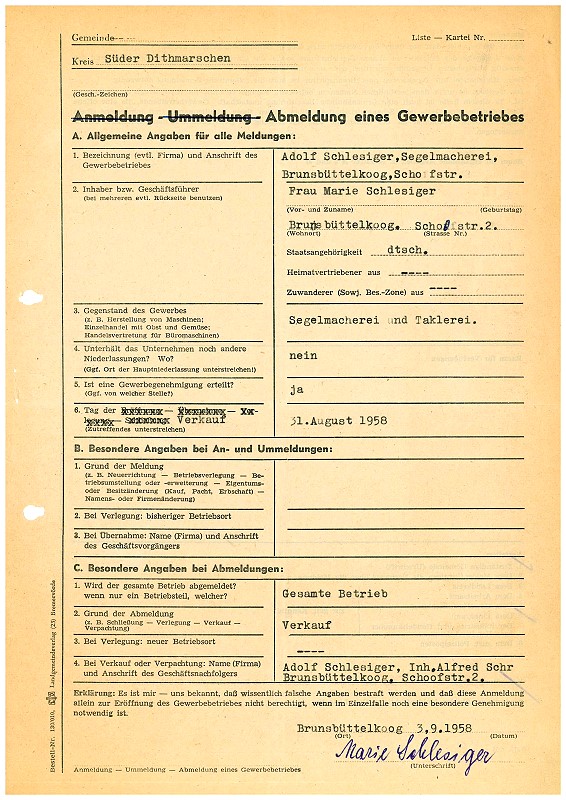 Gemeinde
Liste — Kartei Nr.
Kreis Süder Dithmarschen
(Gesch.-Zeichen)
Anmeldung - Ummeldung - Abmeldung eines Gewerbebetriebes
A. Allgemeine Angaben für alle Meldungen:
1. Bezeichnung (evtl. Firma) und Anschrift des
Gewerbebetriebes
Adolf Schlesiger,Segelmacherei,
Brunsbüttelkoog,Schoofstr.
2. Inhaber bzw. Geschäftsführer
(bei mehreren evtl. Rückseite benutzen)
Frau Marie Schlesiger
(Vor- und Zuname) (Geburtstag)
Brunsbüttelkoog. Schoofstr.2.
(Wohnort) (Straße Nr.)
Staatsangehörigkeit dtsch.
Heimatvertriebener aus ----
Zuwanderer (Sowj. Bes.-Zone) aus ----
3. Gegenstand des Gewerbes
(z. B. Herstellung von Maschinen;
Einzelhandel mit Obst und Gemüse;
Handelsvertretung für Büromaschinen)
Segelmacherei und Taklerei.
4. Unterhält das Unternehmen noch andere
Niederlassungen? Wo?
(Ggf. Ort der Hauptniederlassung unterstreichen!)
nein
5. Ist eine Gewerbegenehmigung erteilt?
(Ggf. von welcher Stelle?)
ja
6. Tag der
Verkauf
(Zutreffendes unterstreichen)
31.August 1958
B. Besondere Angaben bei An- und Ummeldungen:
1. Grund der Meldung
(z. B. Neuerrichtung — Betriebsverlegung — Be-
triebsumstellung oder -erweiterung — Eigentums-
oder Besitzänderung (Kauf, Pacht, Erbschaft) —
Namens- oder Firmenänderung)
2. Bei Verlegung: bisheriger Betriebsort
3. Bei Übernahme: Name (Firma) und Anschrift
des Geschäftsvorgängers
C. Besondere Angaben bei Abmeldungen:
1. Wird der gesamte Betrieb abgemeldet?
wenn nur ein Betriebsteil, welcher?
Gesamte Betrieb
2. Grund der Abmeldung
(z. B. Schließung — Verlegung — Verkauf —
Verpachtung)
Verkauf
3. Bei Verlegung: neuer Betriebsort
----
4. Bei Verkauf oder Verpachtung: Name (Firma)
und Anschrift des Geschäftsnachfolgers
Adolf Schlesiger, Inh.Alfred Schr
Brunsbüttelkoog, Schoofstr.2.
Erklärung: Es ist mir — uns bekannt, daß wissentlich falsche Angaben bestraft werden und daß diese Anmeldung
allein zur Eröffnung des Gewerbebetriebes nicht berechtigt, wenn im Einzelfalle noch eine besondere Genehmigung
notwendig ist.
Brunsbüttelkoog 3.9.1958
(Ort) (Datum)
Marie Schlesiger
(Unterschrift)
Anmeldung — Ummeldung — Abmeldung eines Gewerbebetriebes
Landgemeindeverlag (23) Bremervörde